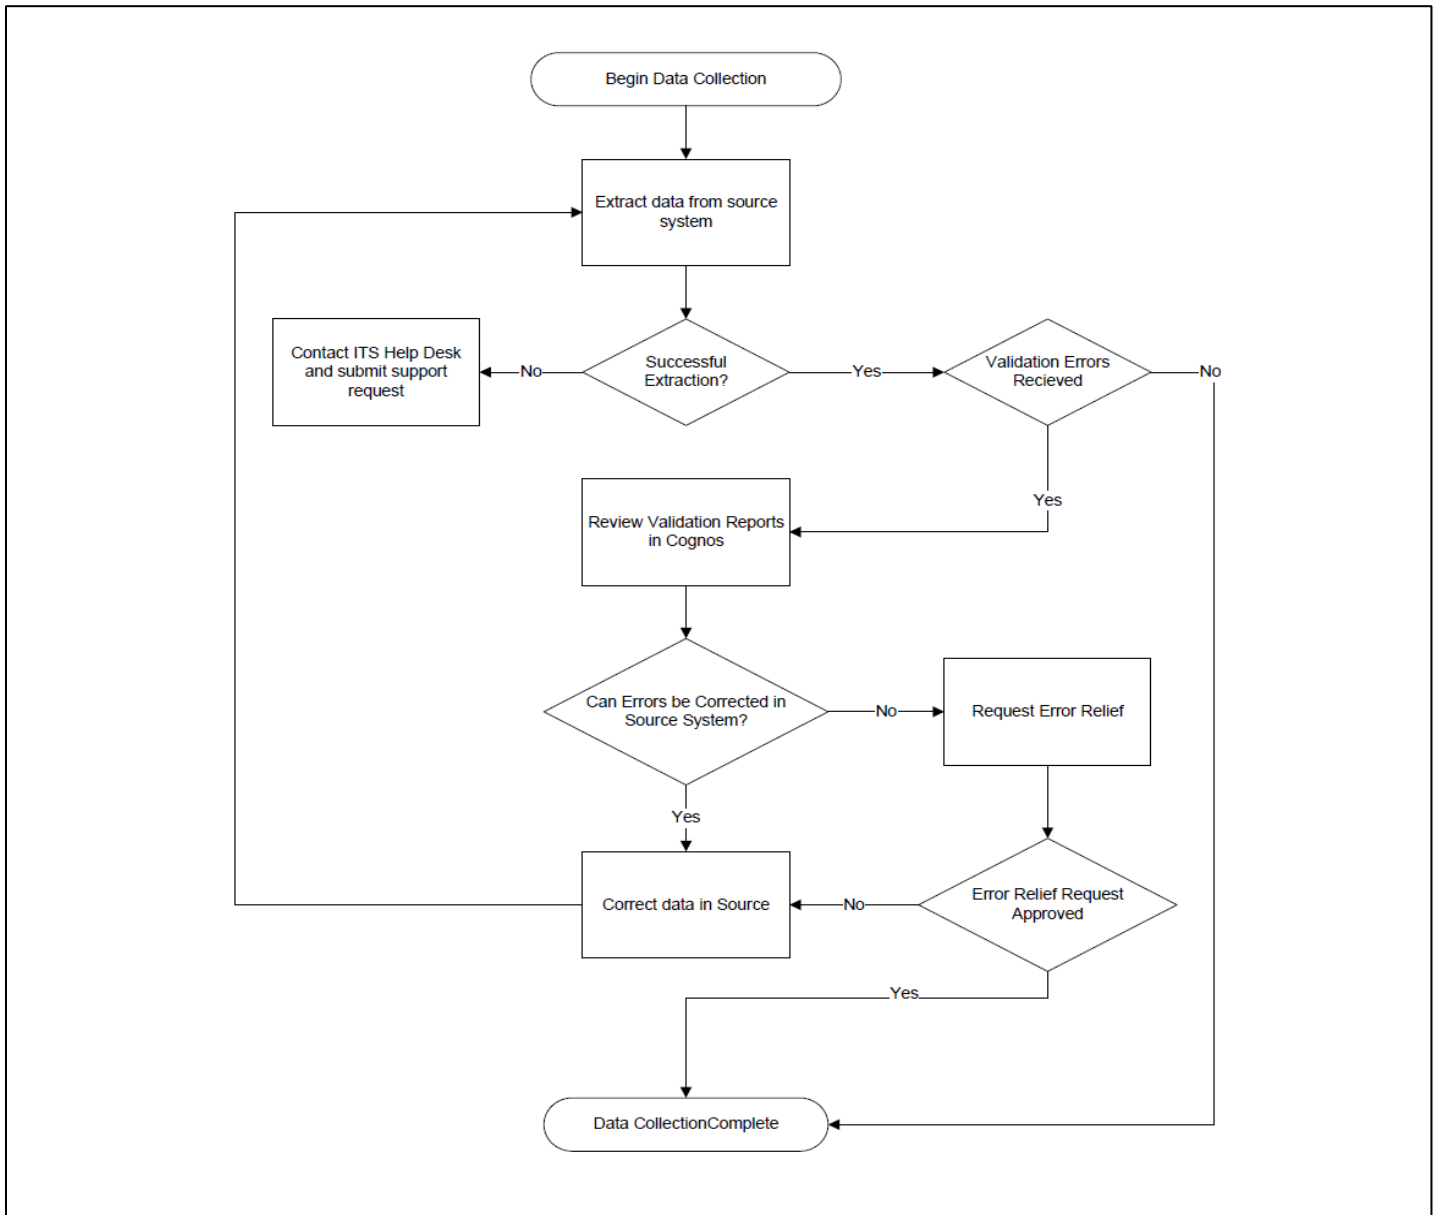 Begin Data Collection
Extract data from source
system
Contact ITS Help Desk
and submit support
request
No
Successful
Extraction?
Yes
Validation Errors
Recieved
No
Yes
Review Validation Reports
in Cognos
Can Errors be Corrected in
Source System?
No
Request Error Relief
Yes
Correct data in Source
No
Error Relief Request
Approved
Yes
Data CollectionComplete